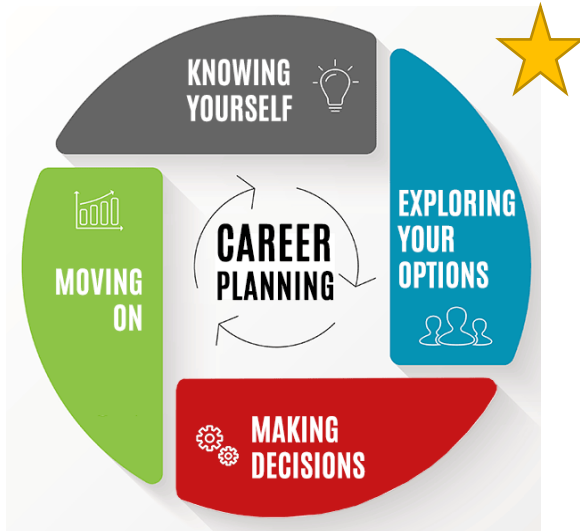 KNOWING
YOURSELF
EXPLORING
YOUR
OPTIONS
CAREER
PLANNING
MOVING
ON
MAKING
DECISIONS